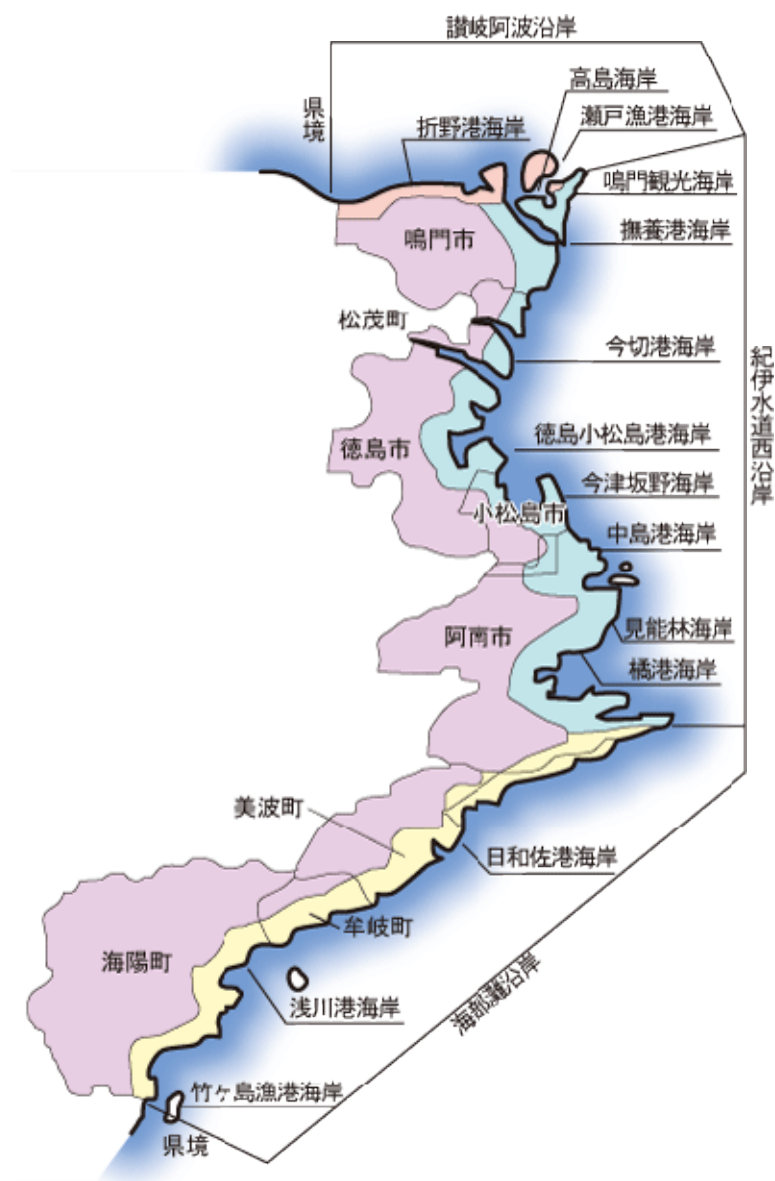 讃岐阿波沿岸
高島海岸
県境
瀬戸漁港海岸
折野港海岸
鳴門観光海岸
撫養港海岸
鳴門市
松茂町
今切港海岸
紀伊水道西沿岸
徳島小松島港海岸
徳島市
今津坂野海岸
小松島市
中島港海岸
阿南市
見能林海岸
橘港海岸
美波町
日和佐港海岸
牟岐町
海陽町
浅川港海岸
海部灘沿岸
竹ヶ島漁港海岸
県境